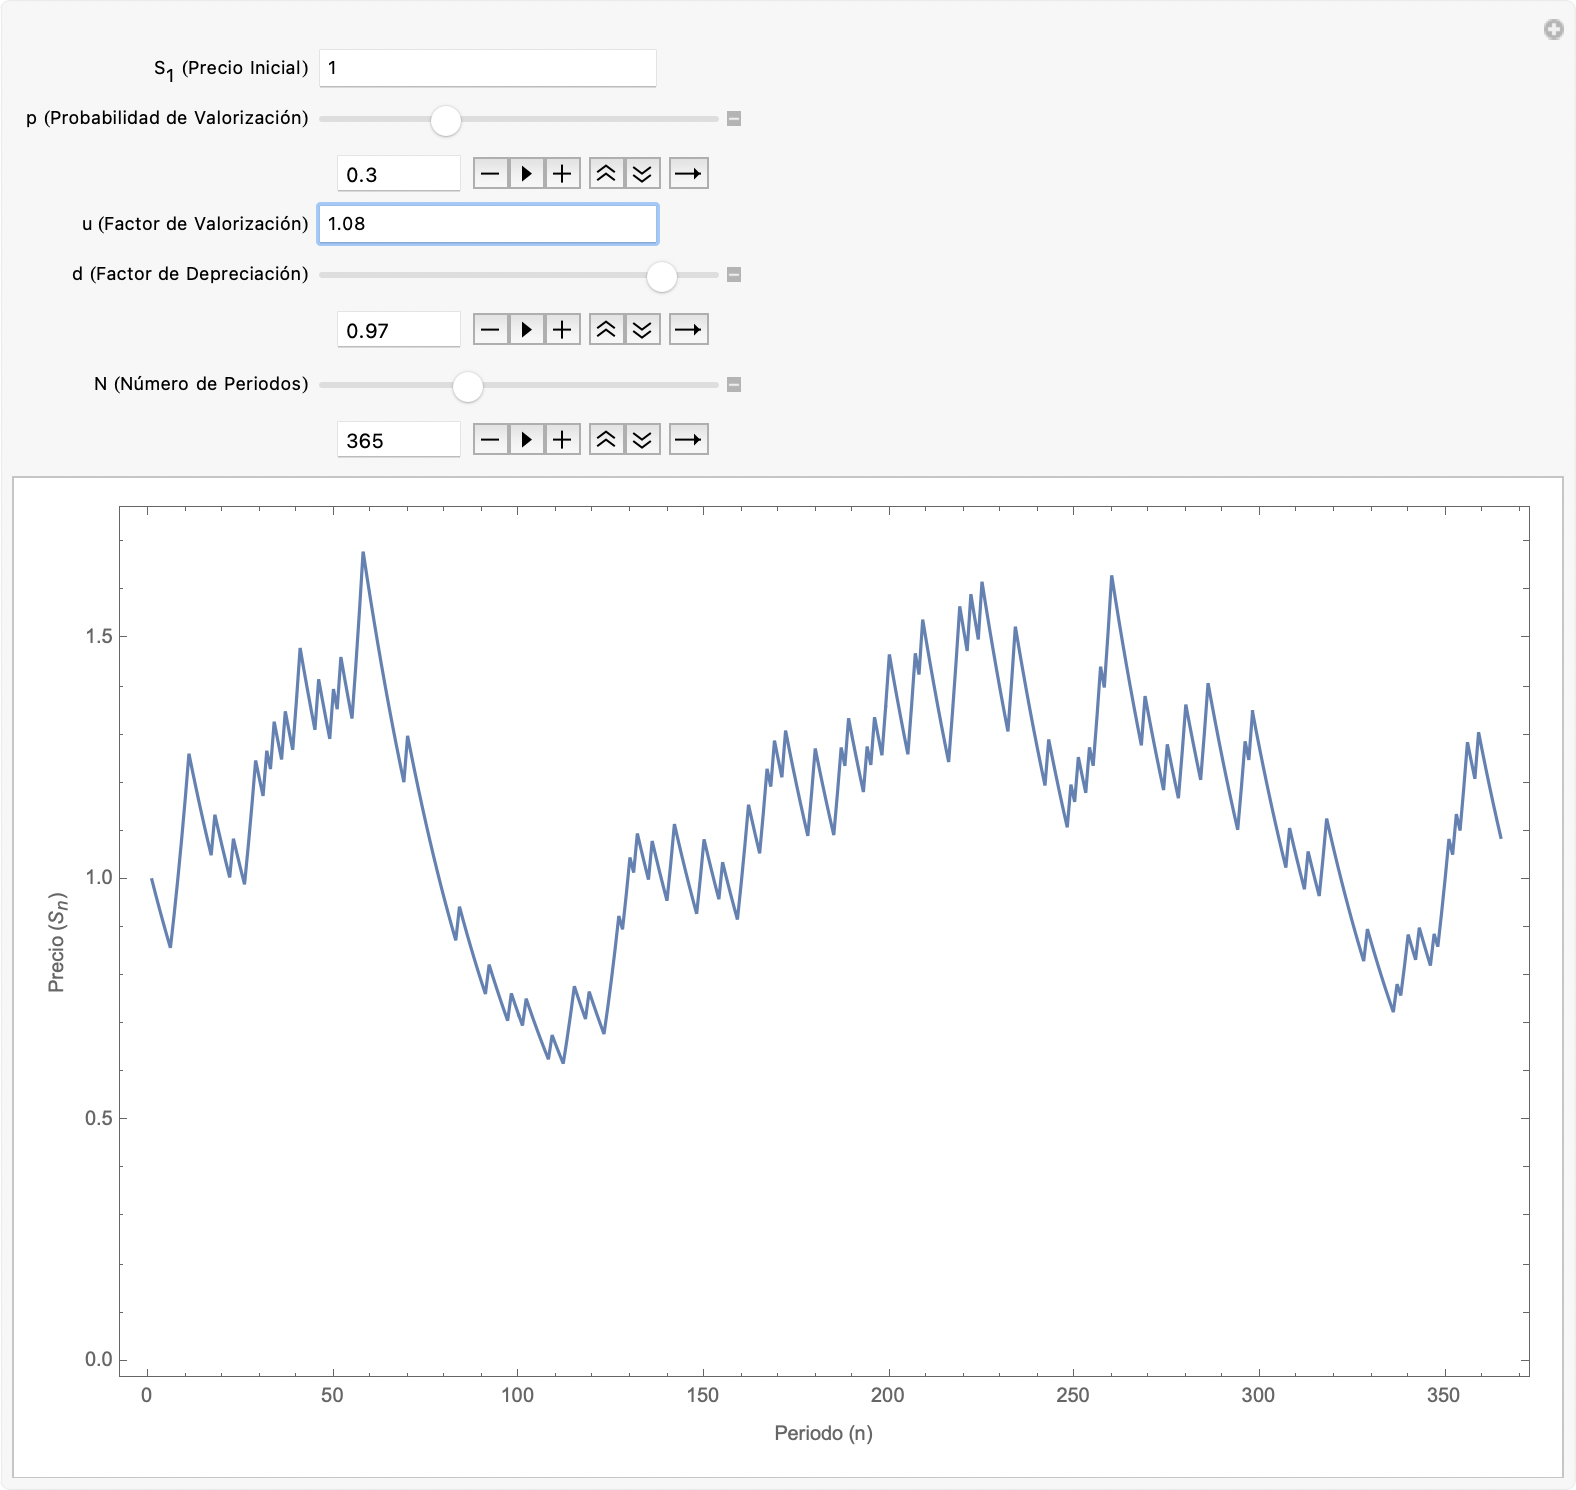 S1 (Precio Inicial) 1
p (Probabilidad de Valorización)
0.3
u (Factor de Valorización) 1.08
d (Factor de Depreciación)
0.97
N (Número de Periodos)
365
1.5
1.0
0.5
0.0
Precio (Sn)
0 50 100 150 200 250 300 350
Periodo (n)